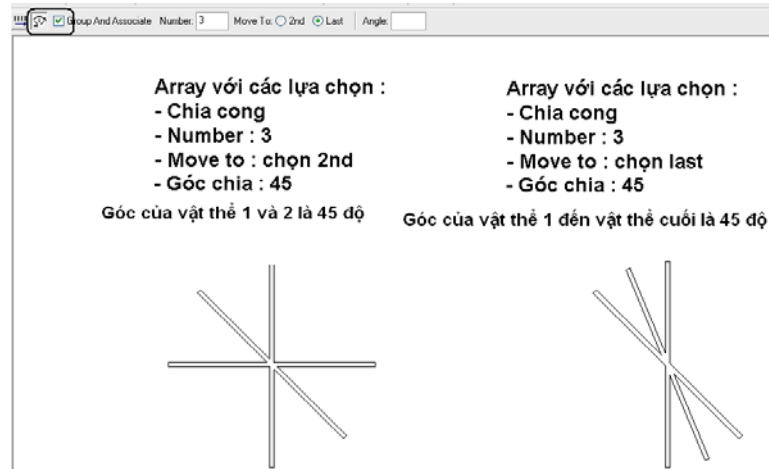 Group And Associate Number: 3 Move To: 2nd Last Angle:
Array với các lựa chọn :
- Chia cong
- Number : 3
- Move to : chọn 2nd
- Góc chia : 45
Góc của vật thể 1 và 2 là 45 độ
Array với các lựa chọn :
- Chia cong
- Number : 3
- Move to : chọn last
- Góc chia : 45
Góc của vật thể 1 đến vật thể cuối là 45 độ